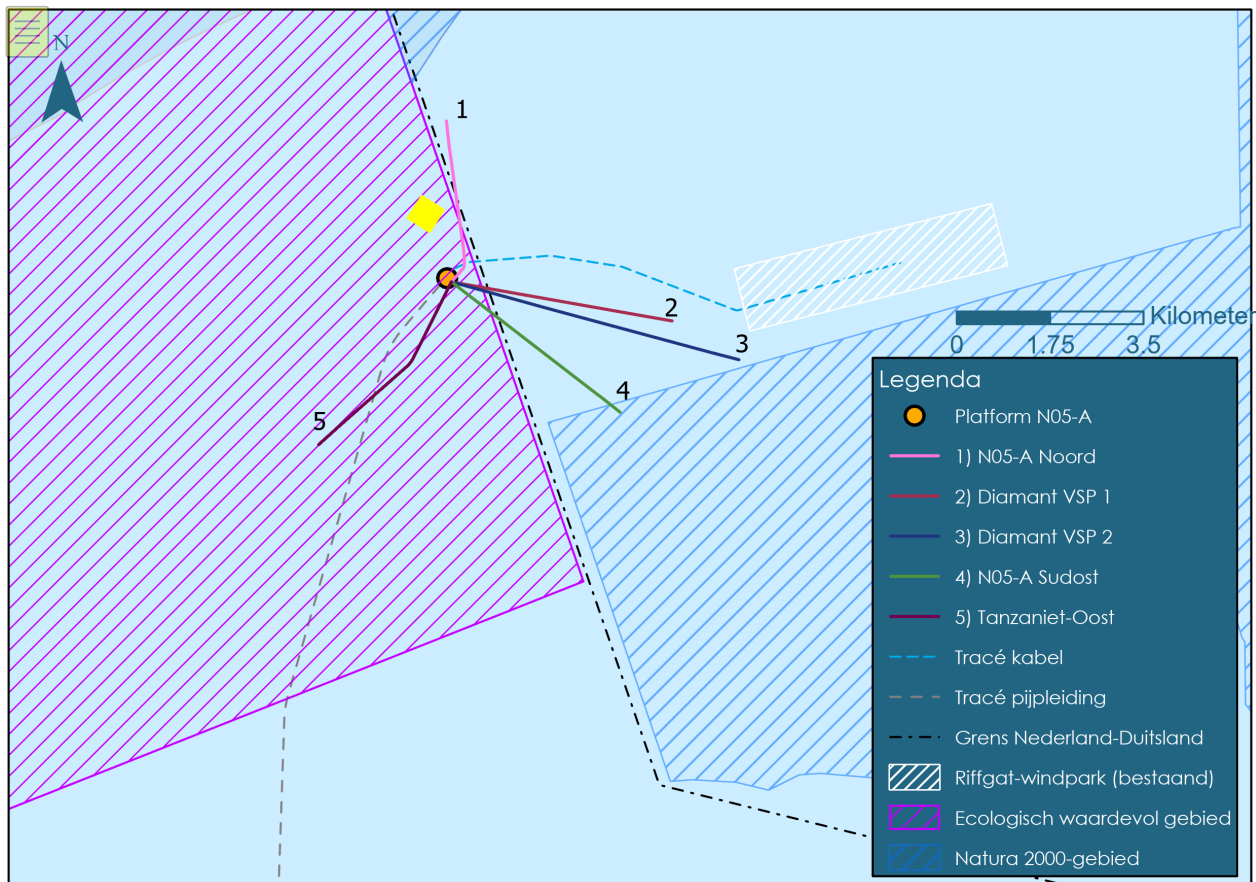 N
1
2
3
4
5
Kilometer
0 1.75 3.5
Legenda
Platform N05-A
1) N05-A Noord
2) Diamant VSP 1
3) Diamant VSP 2
4) N05-A Sudost
5) Tanzaniet-Oost
Tracé kabel
Tracé pijpleiding
Grens Nederland-Duitsland
Riffgat-windpark (bestaand)
Ecologisch waardevol gebied
Natura 2000-gebied